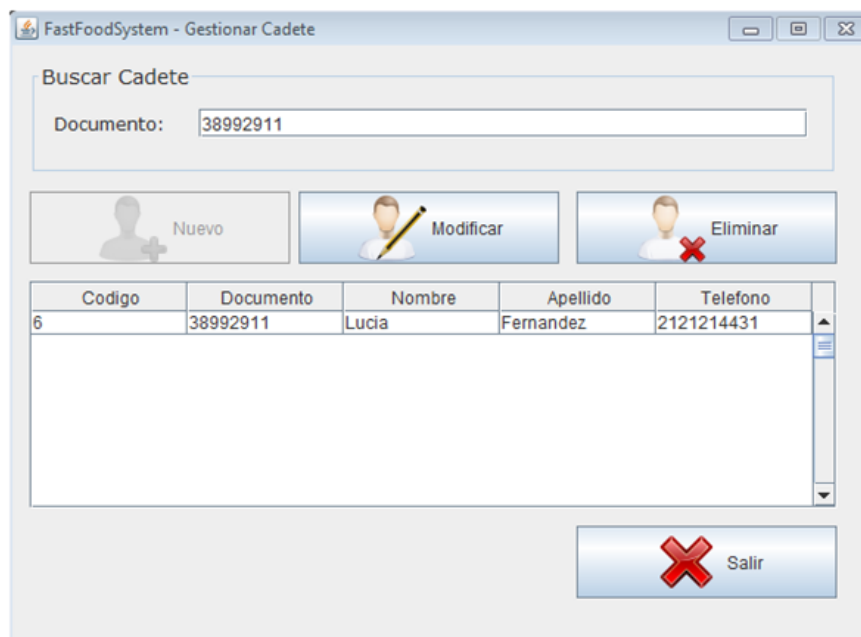 FastFoodSystem - Gestionar Cadete
Buscar Cadete
Documento: 38992911
Nuevo Modificar Eliminar
Codigo Documento Nombre Apellido Telefono
6 38992911 Lucia Fernandez 2121214431
Salir